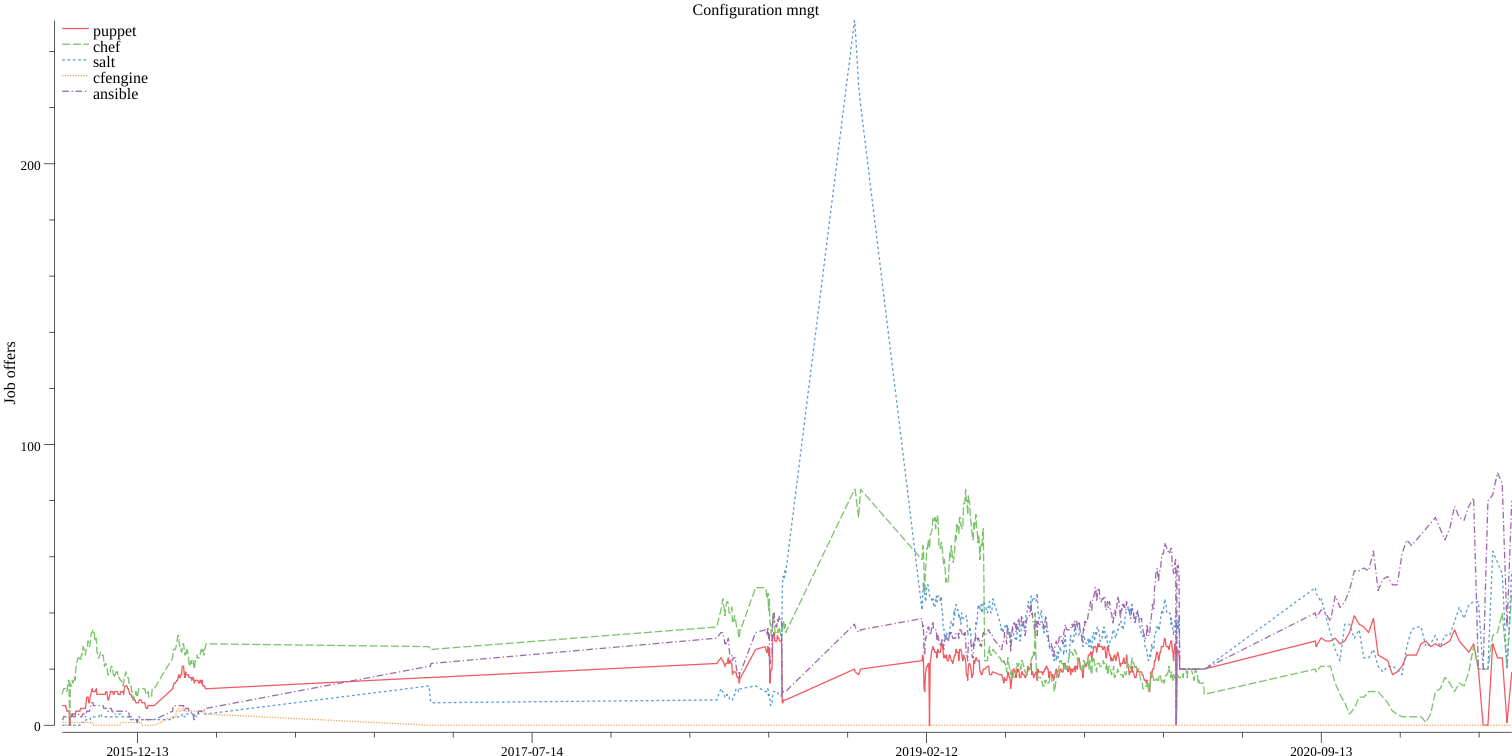 Configuration mngt
puppet
chef
salt
cfengine
ansible
Job offers
200
100
0
2015-12-13
2017-07-14
2019-02-12
2020-09-13